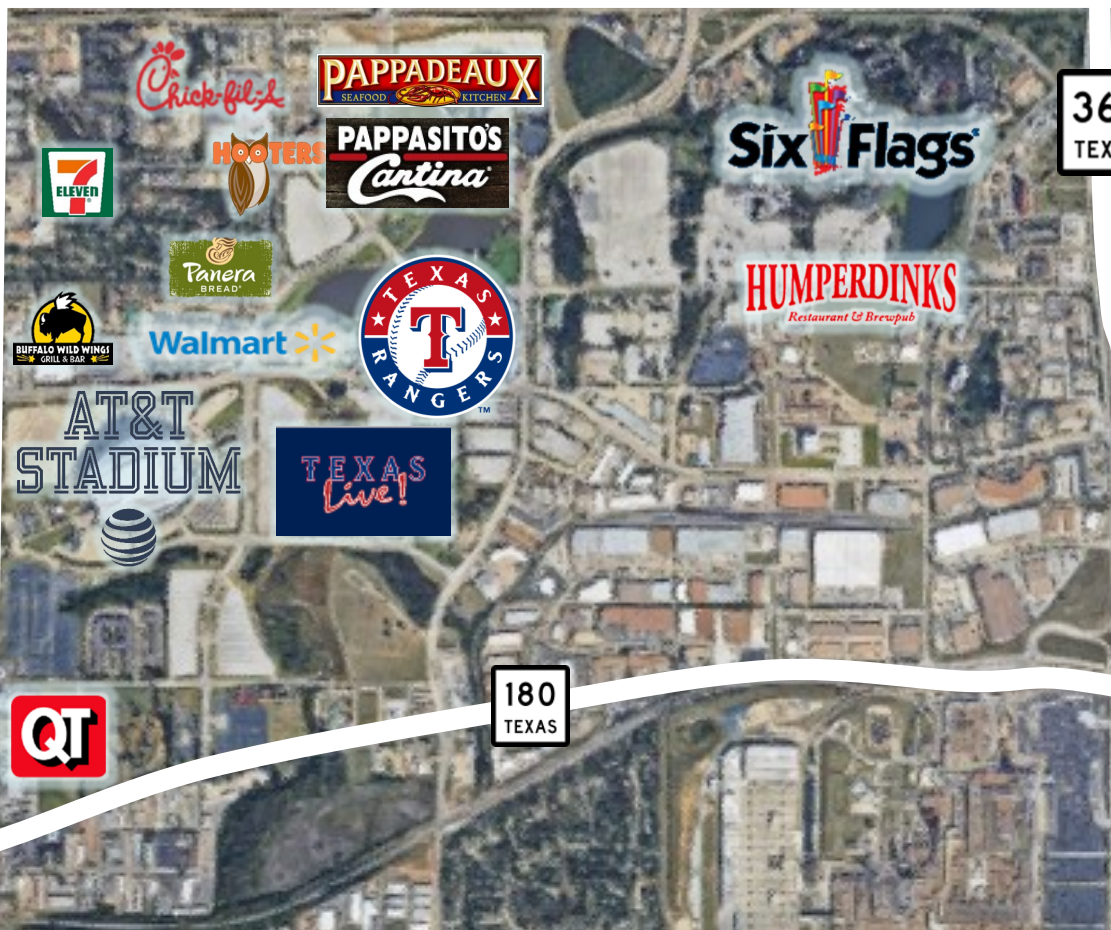 Chick-fil-A
PAPPADEAUX
SEAFOOD KITCHEN
Six Flags
36
TEX
HOOTERS
PAPPASITO'S
Cantina
7
ELEVEN
Panera
BREAD
HUMPERDINKS
Restaurant & Brewpub
BUFFALO WILD WINGS
GRILL & BAR
Walmart
TEXAS
T
RANGERS
TM
AT&T
STADIUM
TEXAS
Live!
180
TEXAS
QT